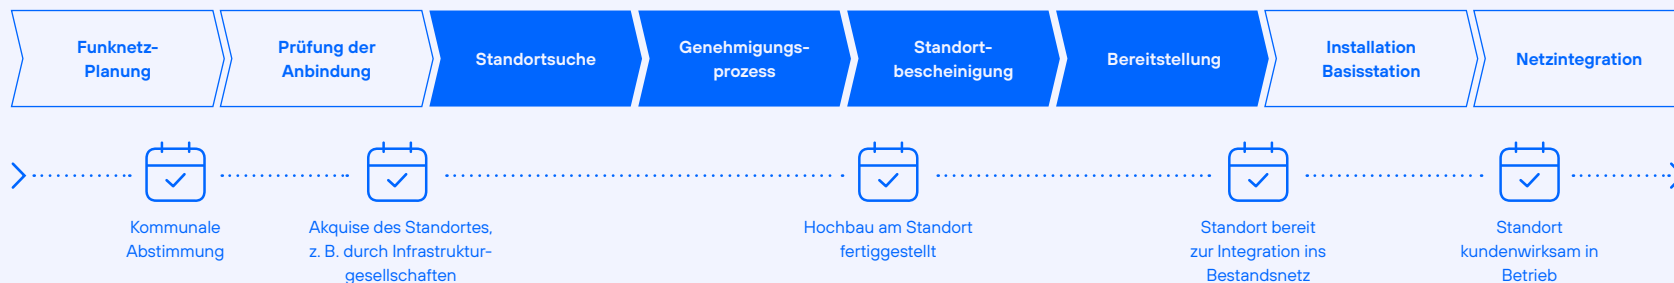 Funknetz-
Planung
Prüfung der
Anbindung
Standortsuche
Genehmigungs-
prozess
Standort-
bescheinigung
Bereitstellung
Installation
Basisstation
Netzintegration
Kommunale
Abstimmung
Akquise des Standortes,
z. B. durch Infrastruktur-
gesellschaften
Hochbau am Standort
fertiggestellt
Standort bereit
zur Integration ins
Bestandsnetz
Standort
kundenwirksam in
Betrieb